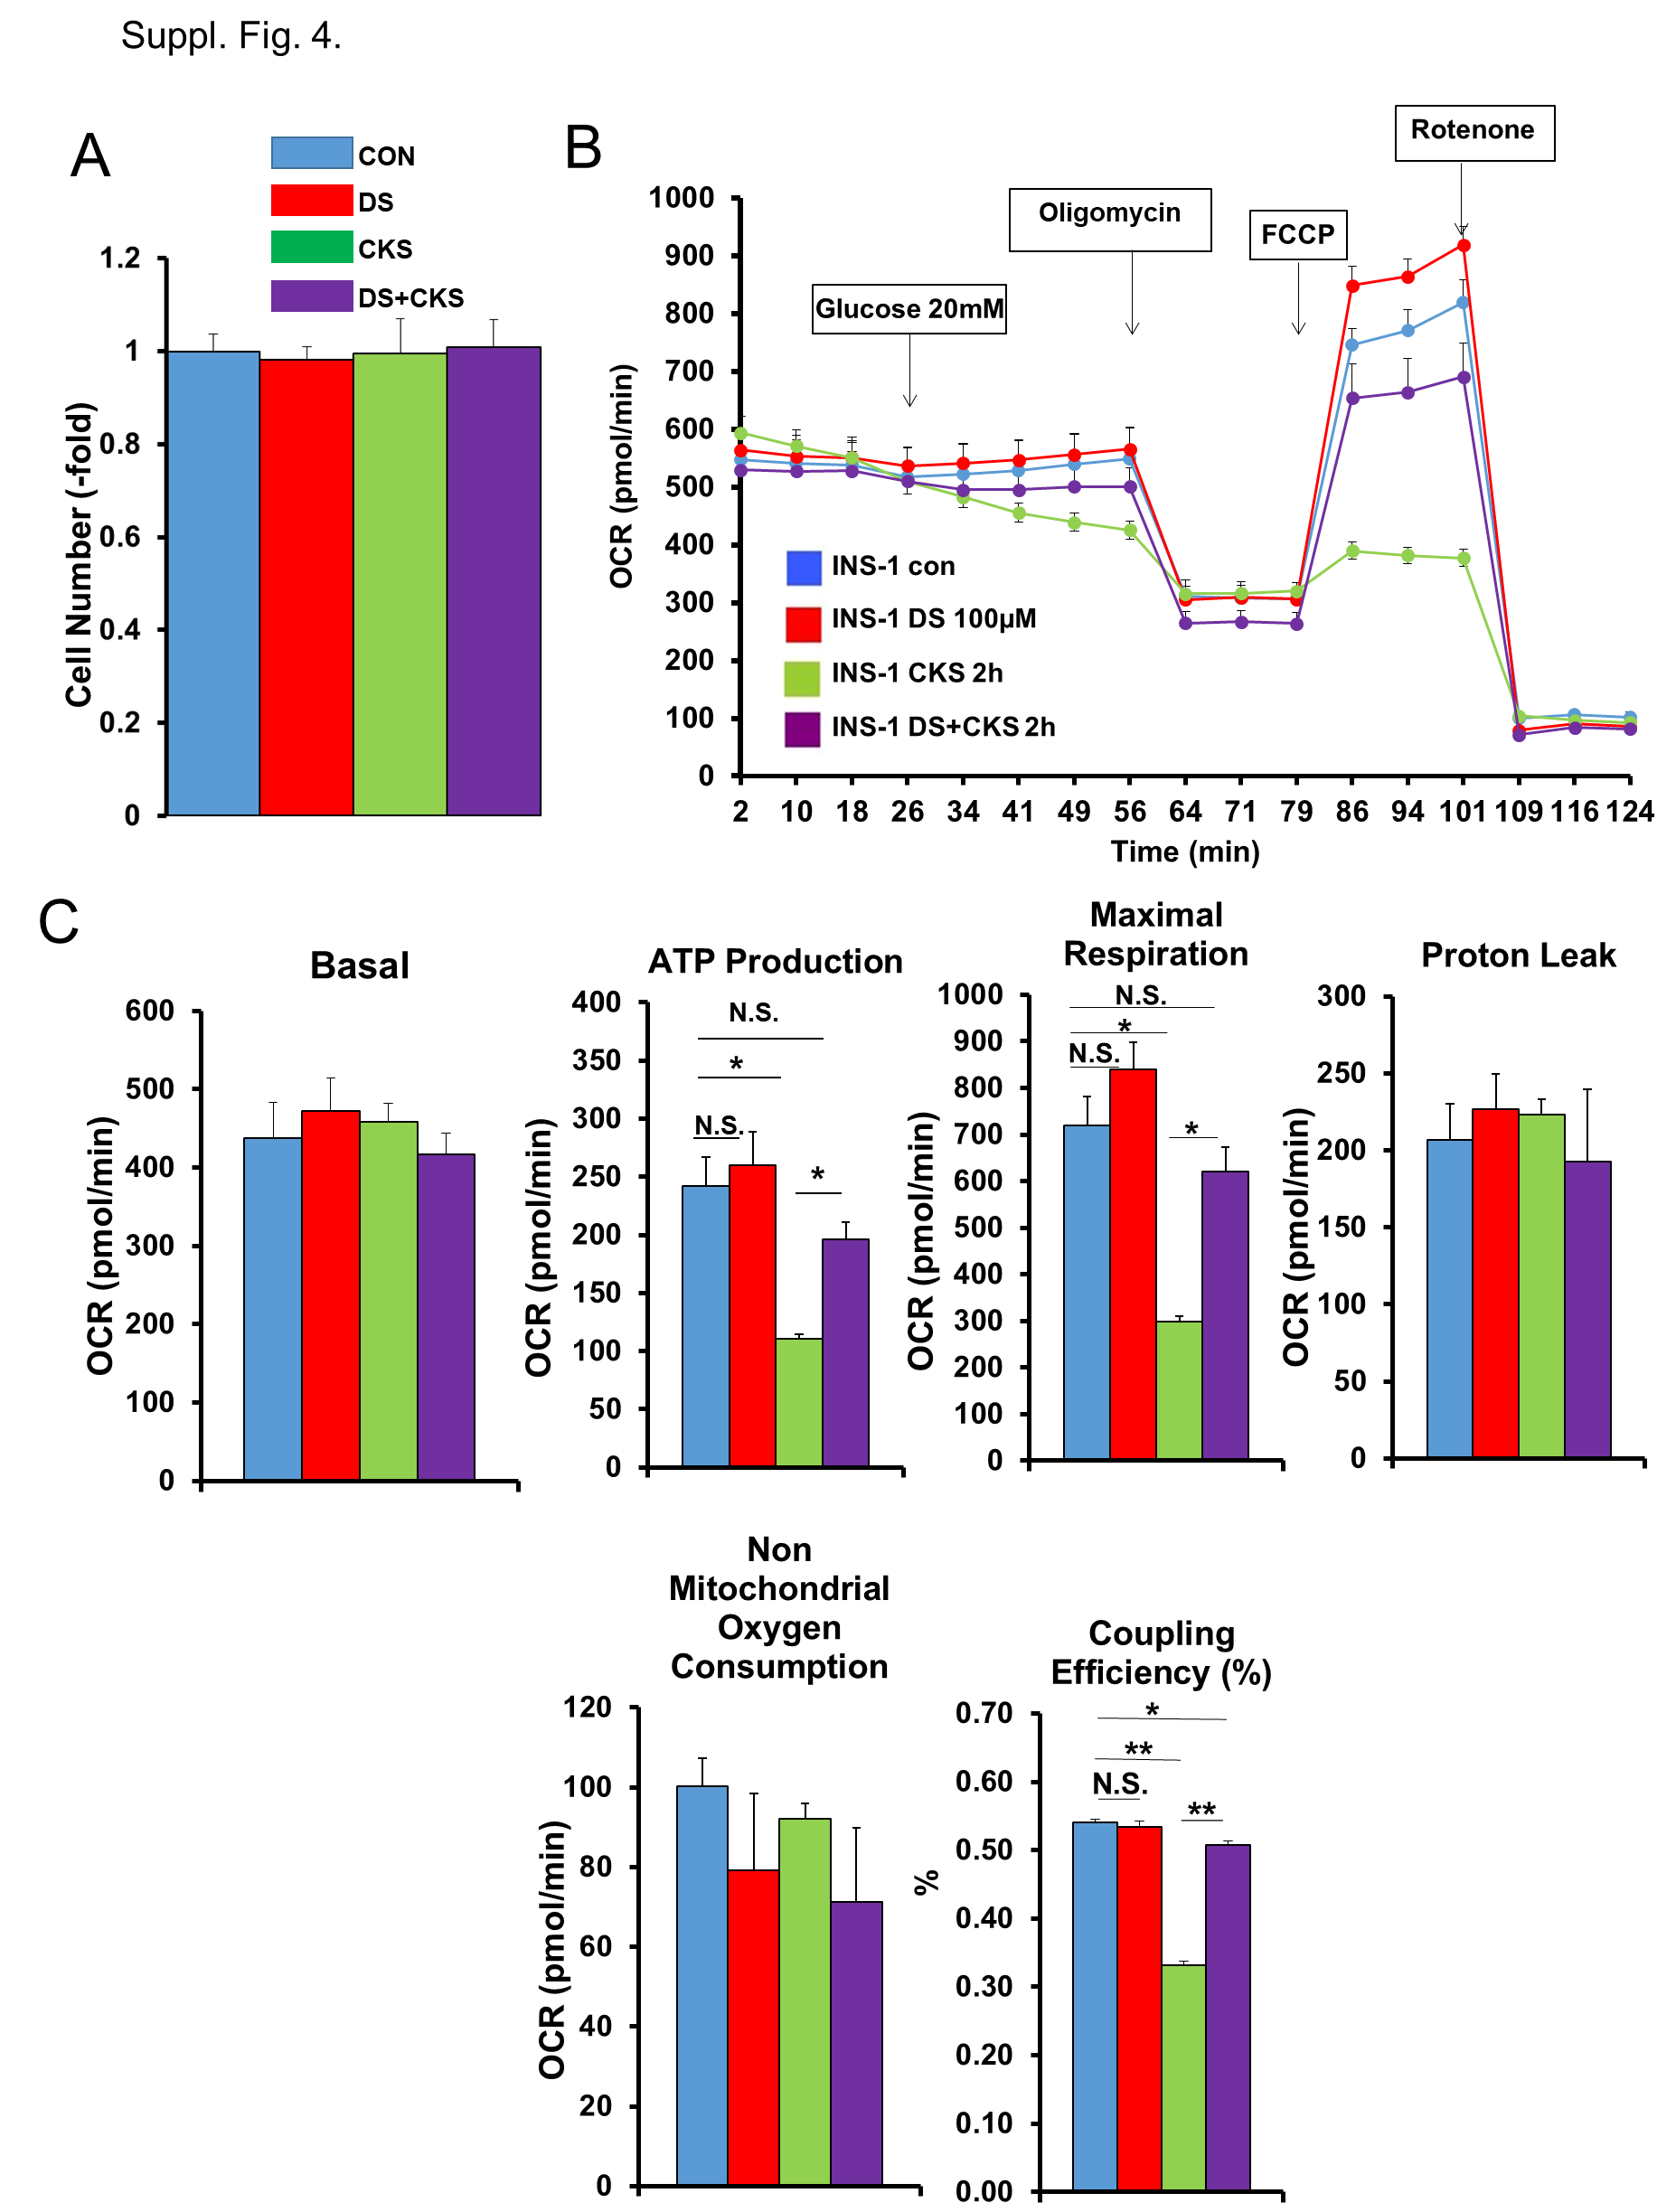 Suppl. Fig. 4.
A
CON
DS
CKS
DS+CKS
Cell Number (-fold)
1.2
1
0.8
0.6
0.4
0.2
0
B
Rotenone
Oligomycin
FCCP
Glucose 20mM
OCR (pmol/min)
1000
900
800
700
600
500
400
300
200
100
0
INS-1 con
INS-1 DS 100µM
INS-1 CKS 2h
INS-1 DS+CKS 2h
2 10 18 26 34 41 49 56 64 71 79 86 94 101 109 116 124
Time (min)
C
Basal
OCR (pmol/min)
600
500
400
300
200
100
0
ATP Production
OCR (pmol/min)
400
350
300
250
200
150
100
50
0
N.S.
*
N.S.
*
Maximal
Respiration
OCR (pmol/min)
1000
900
800
700
600
500
400
300
200
100
0
N.S.
*
N.S.
*
Proton Leak
OCR (pmol/min)
300
250
200
150
100
50
0
Non
Mitochondrial
Oxygen
Consumption
OCR (pmol/min)
120
100
80
60
40
20
0
Coupling
Efficiency (%)
%
0.70
0.60
0.50
0.40
0.30
0.20
0.10
0.00
*
**
N.S.
**